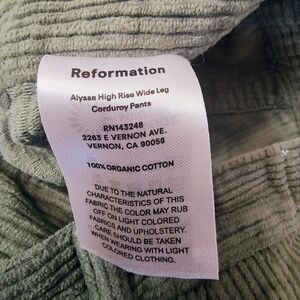 Reformation
Alyssa High Rise Wide Leg
Corduroy Pants
RN143248
2263 E VERNON AVE.
VERNON, CA 90058
100% ORGANIC COTTON
DUE TO THE NATURAL
CHARACTERISTICS OF THIS
FABRIC THE COLOR MAY RUB
OFF ON LIGHT COLORED
FABRICS AND UPHOLSTERY.
CARE SHOULD BE TAKEN
WHEN WEARING WITH LIGHT
COLORED CLOTHING.